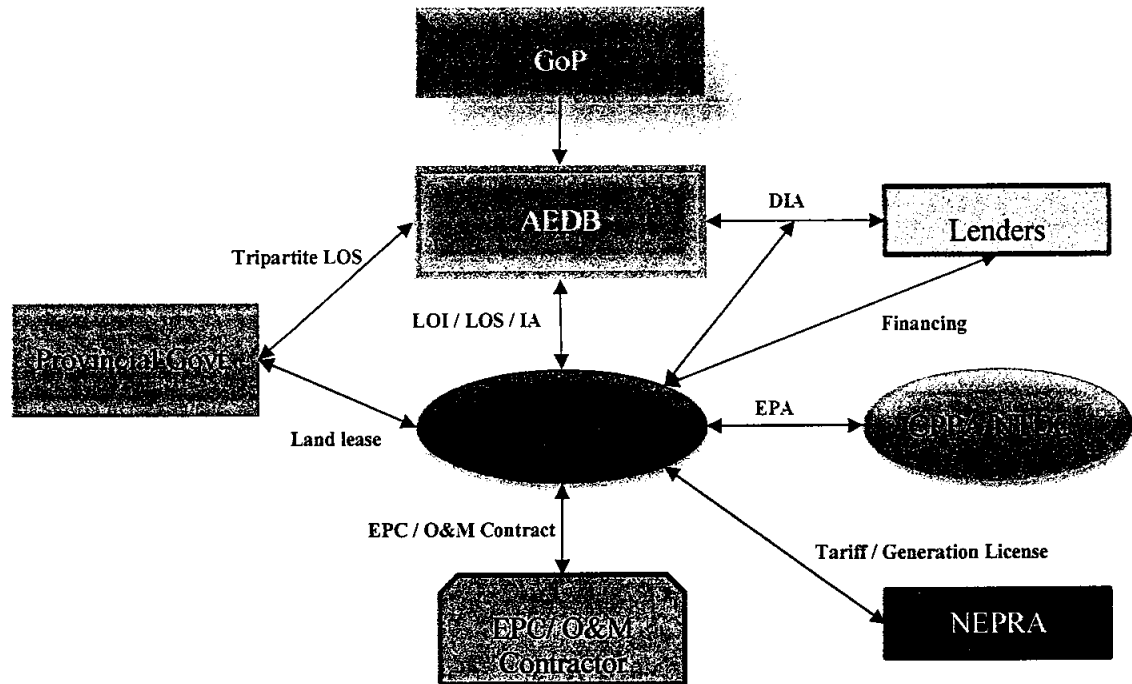 GoP
AEDB
DIA
Lenders
Tripartite LOS
LOI / LOS / IA
Financing
Provincial Govt.
EPA
Land lease
EPC / O&M Contract
Tariff / Generation License
EPC/ O&M
Contractor
NEPRA